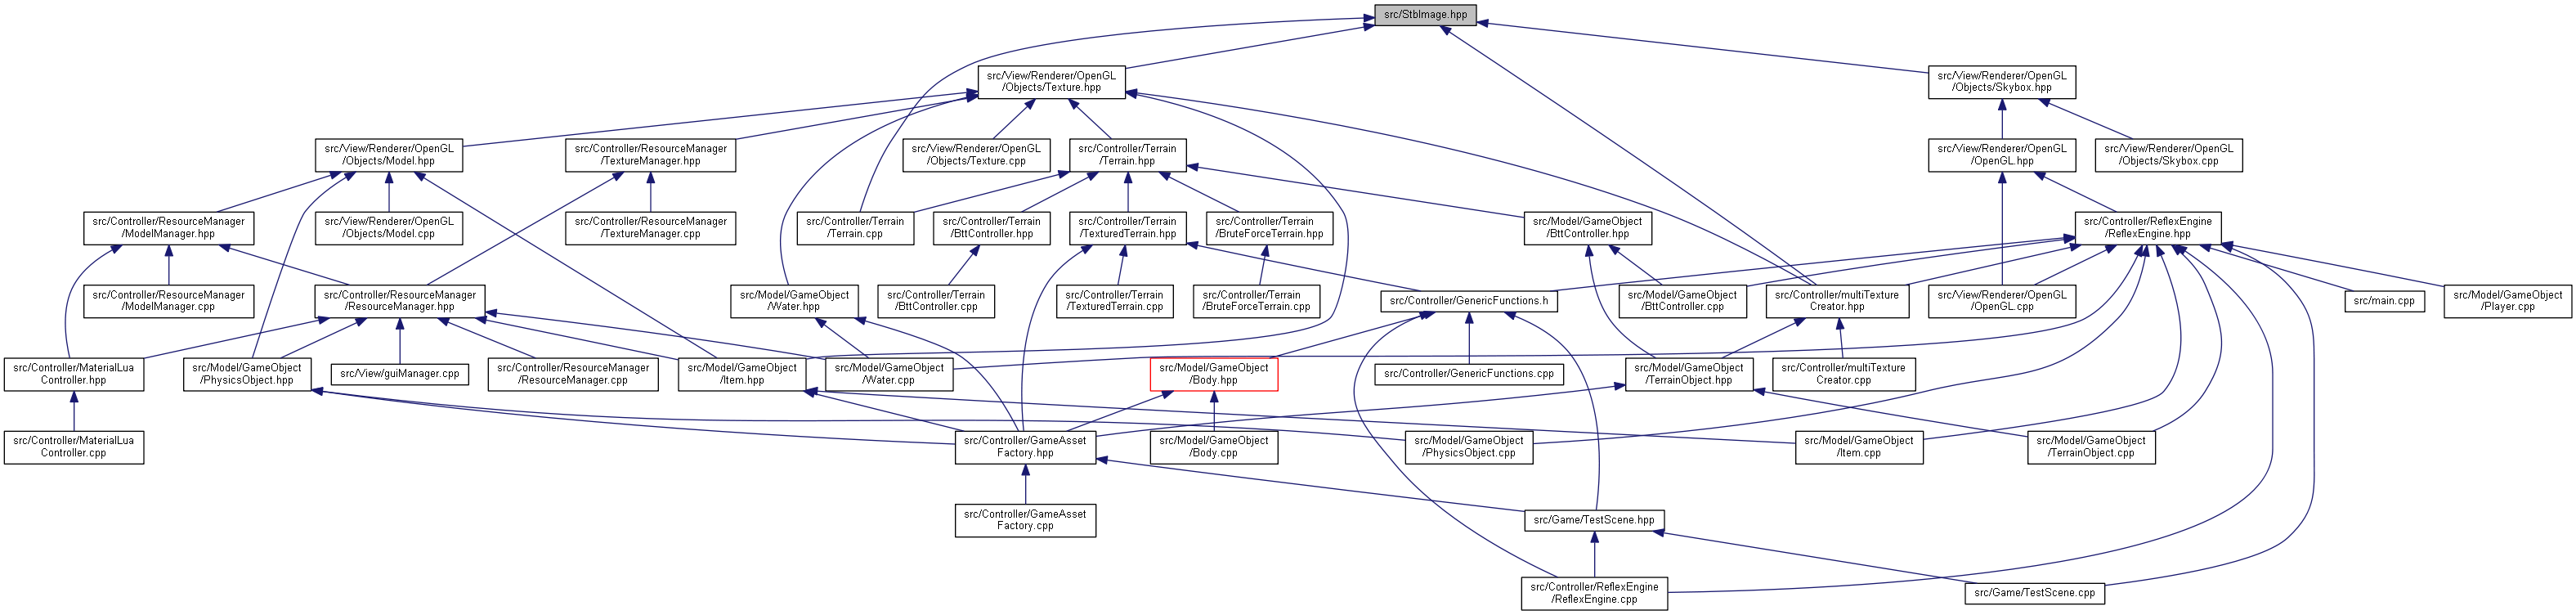 src/StbImage.hpp
src/View/Renderer/OpenGL
/Objects/Texture.hpp
src/View/Renderer/OpenGL
/Objects/Skybox.hpp
src/View/Renderer/OpenGL
/Objects/Model.hpp
src/Controller/ResourceManager
/TextureManager.hpp
src/View/Renderer/OpenGL
/Objects/Texture.cpp
src/Controller/Terrain
/Terrain.hpp
src/View/Renderer/OpenGL
/OpenGL.hpp
src/View/Renderer/OpenGL
/Objects/Skybox.cpp
src/Controller/ResourceManager
/ModelManager.hpp
src/View/Renderer/OpenGL
/Objects/Model.cpp
src/Controller/ResourceManager
/TextureManager.cpp
src/Controller/Terrain
/Terrain.cpp
src/Controller/Terrain
/BttController.hpp
src/Controller/Terrain
/TexturedTerrain.hpp
src/Controller/Terrain
/BruteForceTerrain.hpp
src/Model/GameObject
/BttController.hpp
src/Controller/ReflexEngine
/ReflexEngine.hpp
src/Controller/ResourceManager
/ModelManager.cpp
src/Controller/ResourceManager
/ResourceManager.hpp
src/Model/GameObject
/Water.hpp
src/Controller/Terrain
/BttController.cpp
src/Controller/Terrain
/TexturedTerrain.cpp
src/Controller/Terrain
/BruteForceTerrain.cpp
src/Controller/GenericFunctions.h
src/Model/GameObject
/BttController.cpp
src/Controller/multiTexture
Creator.hpp
src/View/Renderer/OpenGL
/OpenGL.cpp
src/main.cpp
src/Model/GameObject
/Player.cpp
src/Controller/MaterialLua
Controller.hpp
src/Model/GameObject
/PhysicsObject.hpp
src/View/guiManager.cpp
src/Controller/ResourceManager
/ResourceManager.cpp
src/Model/GameObject
/Item.hpp
src/Model/GameObject
/Water.cpp
src/Model/GameObject
/Body.hpp
src/Controller/GenericFunctions.cpp
src/Model/GameObject
/TerrainObject.hpp
src/Controller/multiTexture
Creator.cpp
src/Controller/MaterialLua
Controller.cpp
src/Controller/GameAsset
Factory.hpp
src/Model/GameObject
/Body.cpp
src/Model/GameObject
/PhysicsObject.cpp
src/Model/GameObject
/Item.cpp
src/Model/GameObject
/TerrainObject.cpp
src/Controller/GameAsset
Factory.cpp
src/Game/TestScene.hpp
src/Controller/ReflexEngine
/ReflexEngine.cpp
src/Game/TestScene.cpp